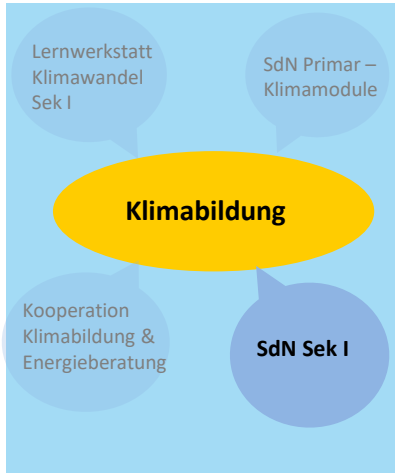 Lernwerkstatt
Klimawandel
Sek I
SdN Primar –
Klimamodule
Klimabildung
Kooperation
Klimabildung &
Energieberatung
SdN Sek I